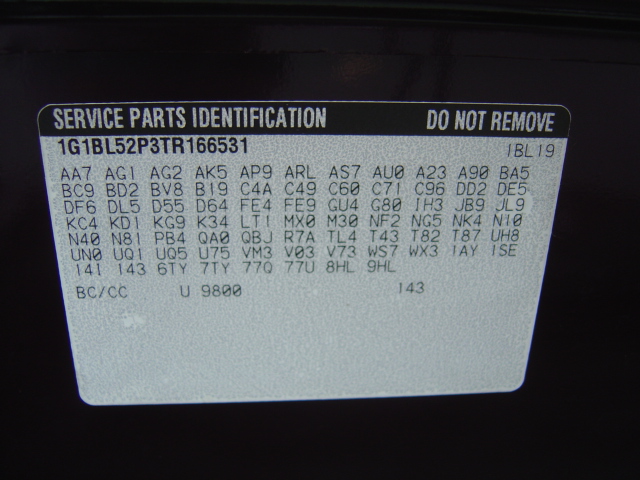 SERVICE PARTS IDENTIFICATION DO NOT REMOVE
1G1BL52P3TR166531 1BL19
AA7 AG1 AG2 AK5 AP9 ARL AS7 AU0 A23 A90 BA5
BC9 BD2 BV8 B19 C4A C49 C60 C71 C96 DD2 DE5
DF6 DL5 D55 D64 FE4 FE9 GU4 G80 IH3 JB9 JL9
KC4 KD1 KG9 K34 LT1 MX0 M30 NF2 NG5 NK4 N10
N40 N81 PB4 QA0 QBJ R7A TL4 T43 T82 T87 UH8
UN0 UQ1 UQ5 U75 VM3 V03 V73 WS7 WX3 1AY 1SE
14I 143 6TY 7TY 77Q 77U 8HL 9HL
BC/CC U 9800 143